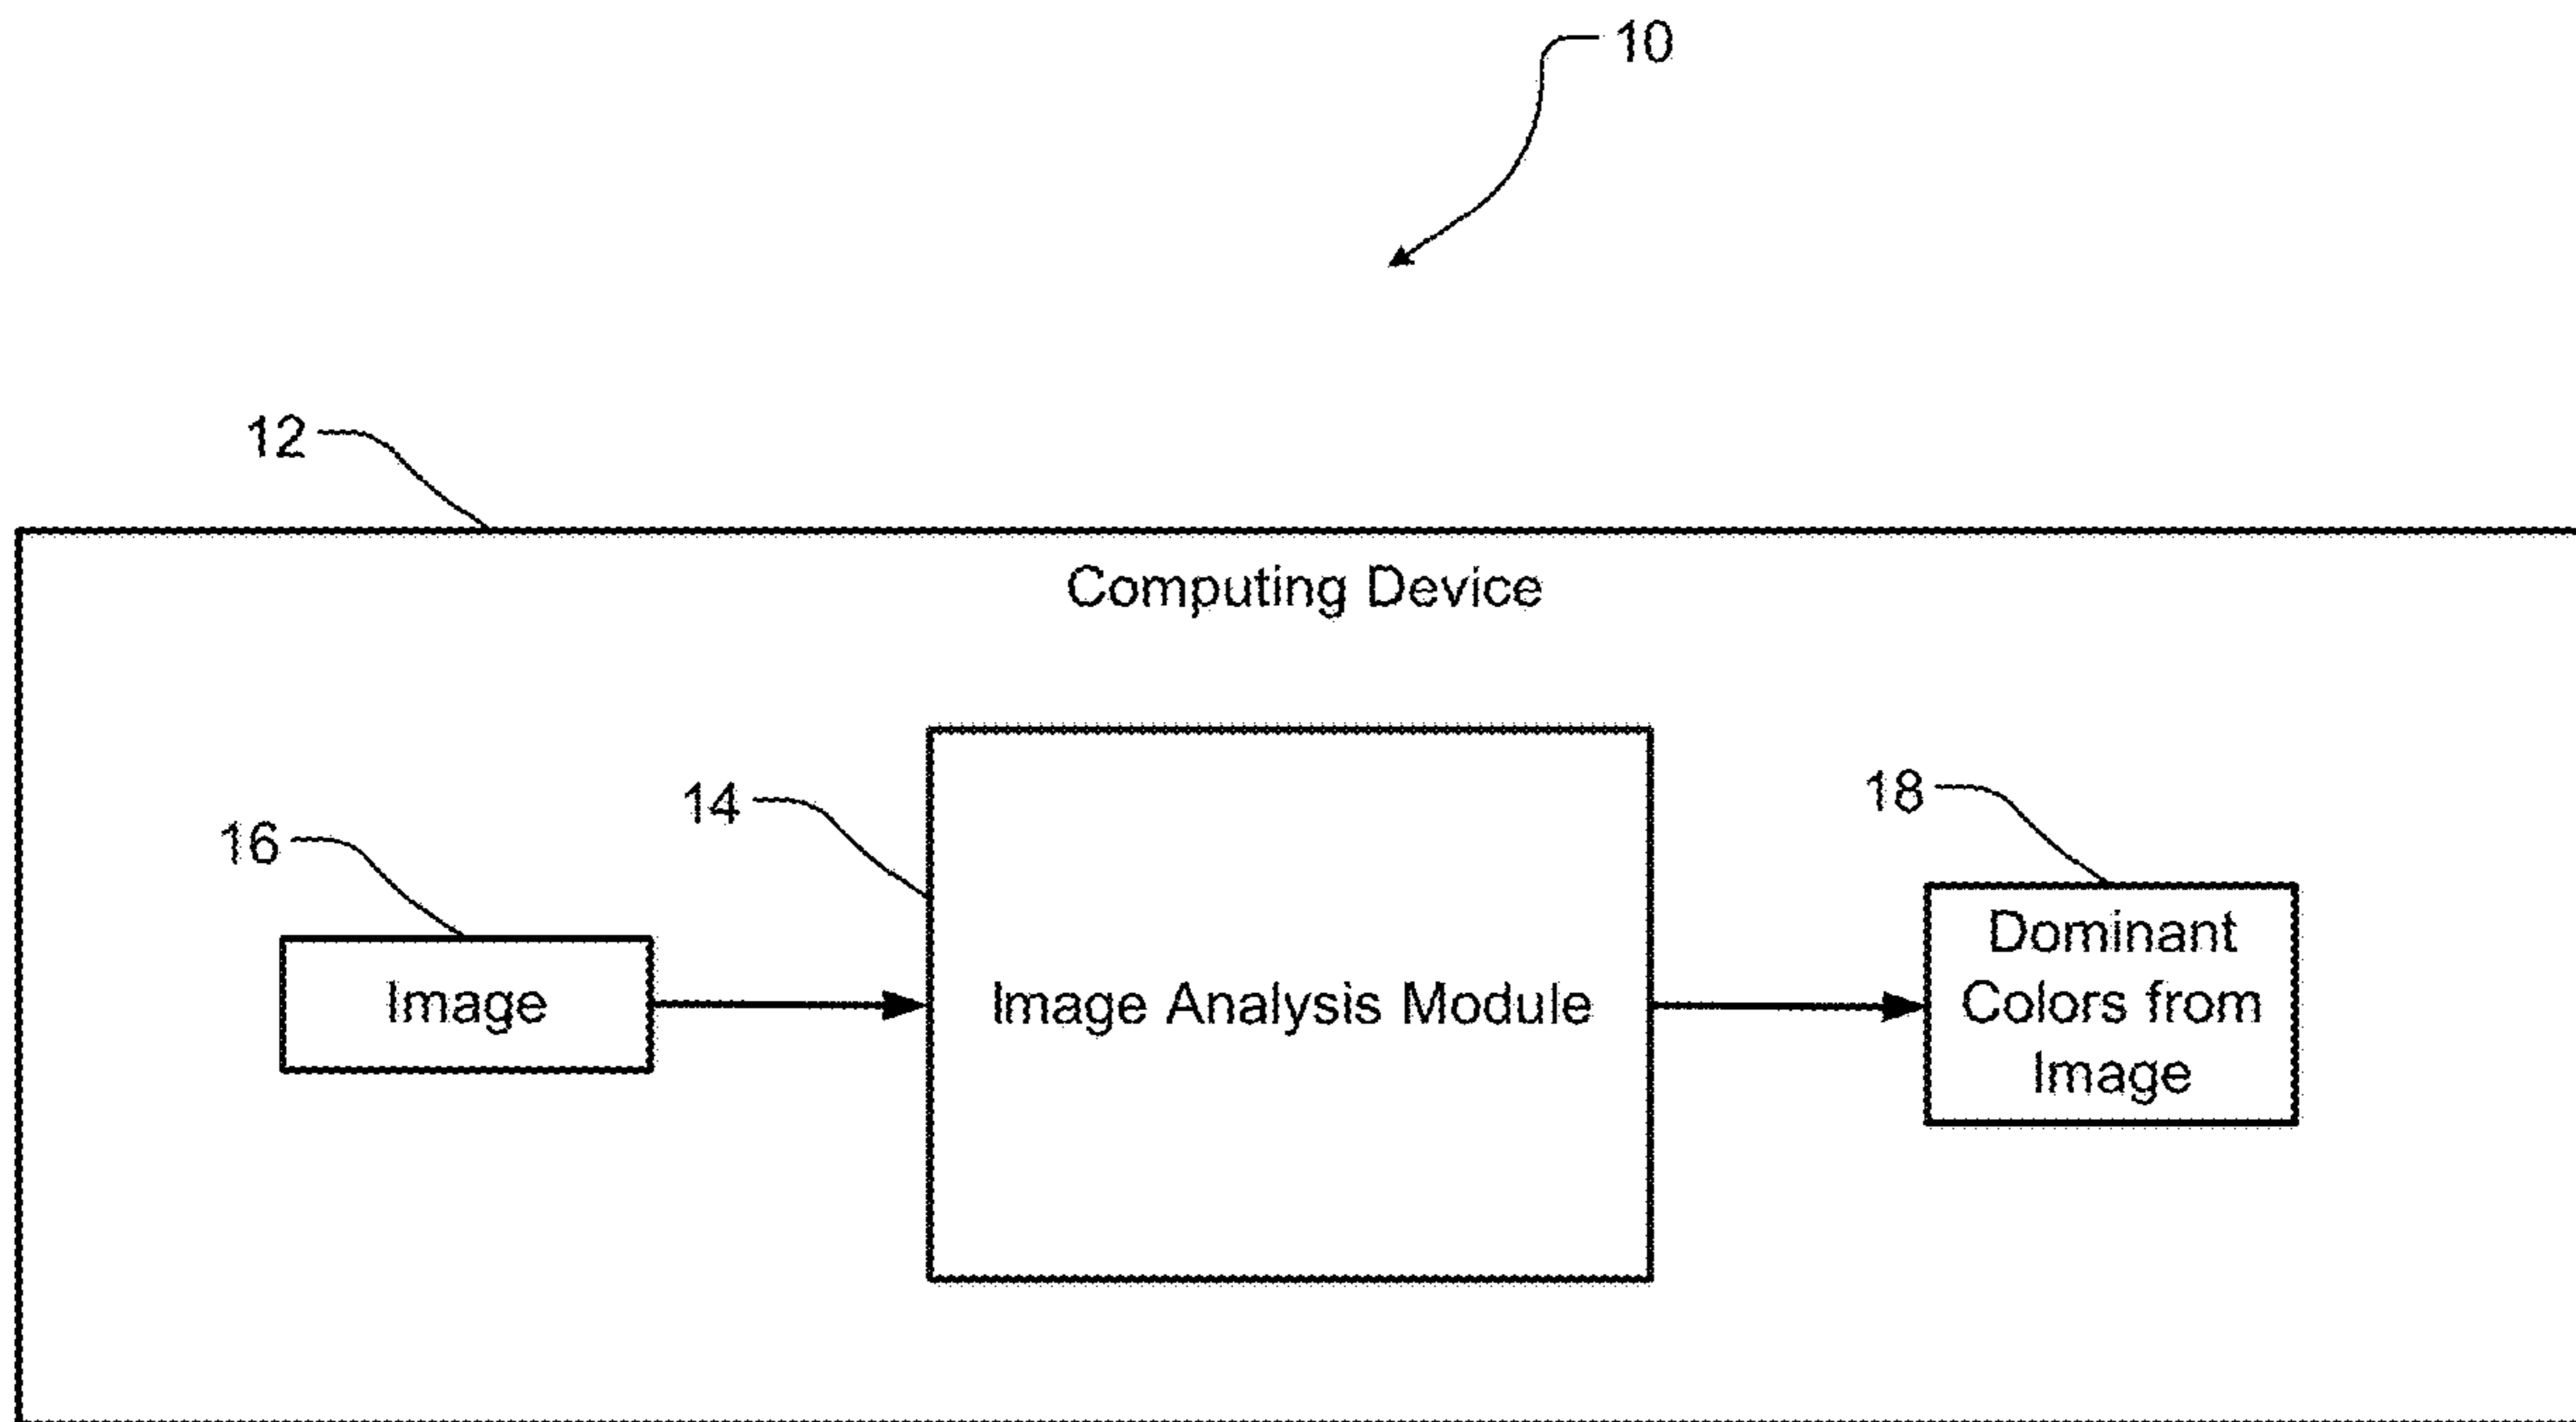 10
12
Computing Device
14
18
16
Image
Image Analysis Module
Dominant
Colors from
Image